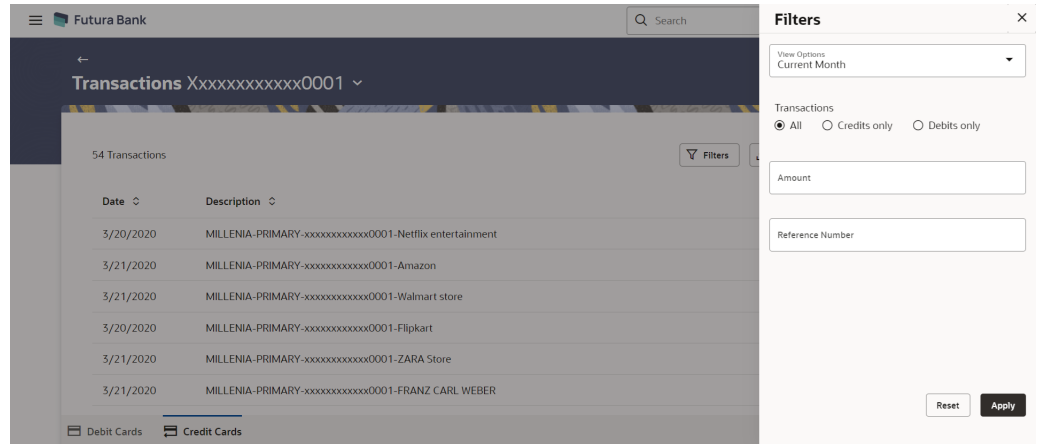 Futura Bank
Search
Transactions Xxxxxxxxxxxx0001
54 Transactions
Filters
Date Description
3/20/2020 MILLENIA-PRIMARY-xxxxxxxxxxxx0001-Netflix entertainment
3/21/2020 MILLENIA-PRIMARY-xxxxxxxxxxxx0001-Amazon
3/21/2020 MILLENIA-PRIMARY-xxxxxxxxxxxx0001-Walmart store
3/20/2020 MILLENIA-PRIMARY-xxxxxxxxxxxx0001-Flipkart
3/21/2020 MILLENIA-PRIMARY-xxxxxxxxxxxx0001-ZARA Store
3/21/2020 MILLENIA-PRIMARY-xxxxxxxxxxxx0001-FRANZ CARL WEBER
Debit Cards Credit Cards
Filters
View Options
Current Month
Transactions
All Credits only Debits only
Amount
Reference Number
Reset Apply